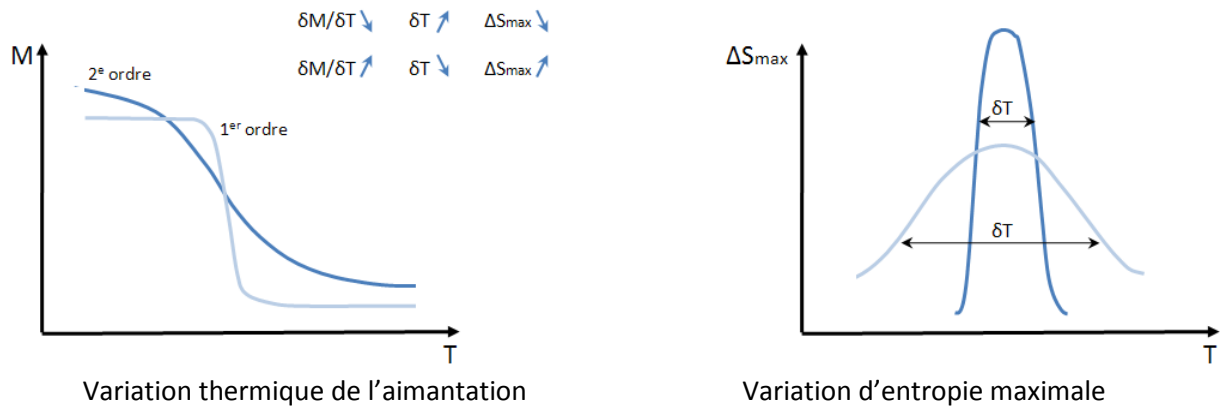 δM/δT ↘ δT ↗ ΔSmax ↘
δM/δT ↗ δT ↘ ΔSmax ↗
M
2e ordre
1er ordre
T
Variation thermique de l’aimantation
ΔSmax
δT
δT
T
Variation d’entropie maximale